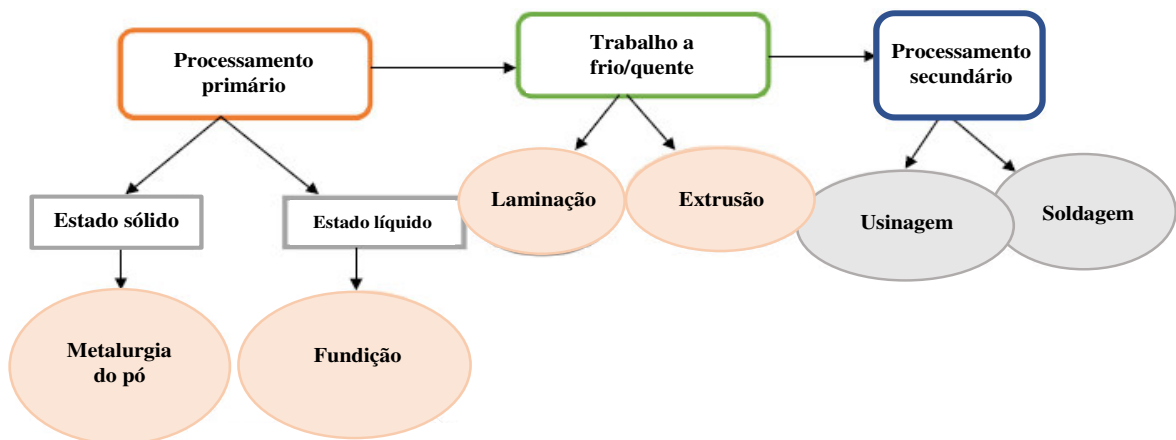 Processamento
primário
Trabalho a
frio/quente
Processamento
secundário
Estado sólido
Estado líquido
Laminação
Extrusão
Usinagem
Soldagem
Metalurgia
do pó
Fundição